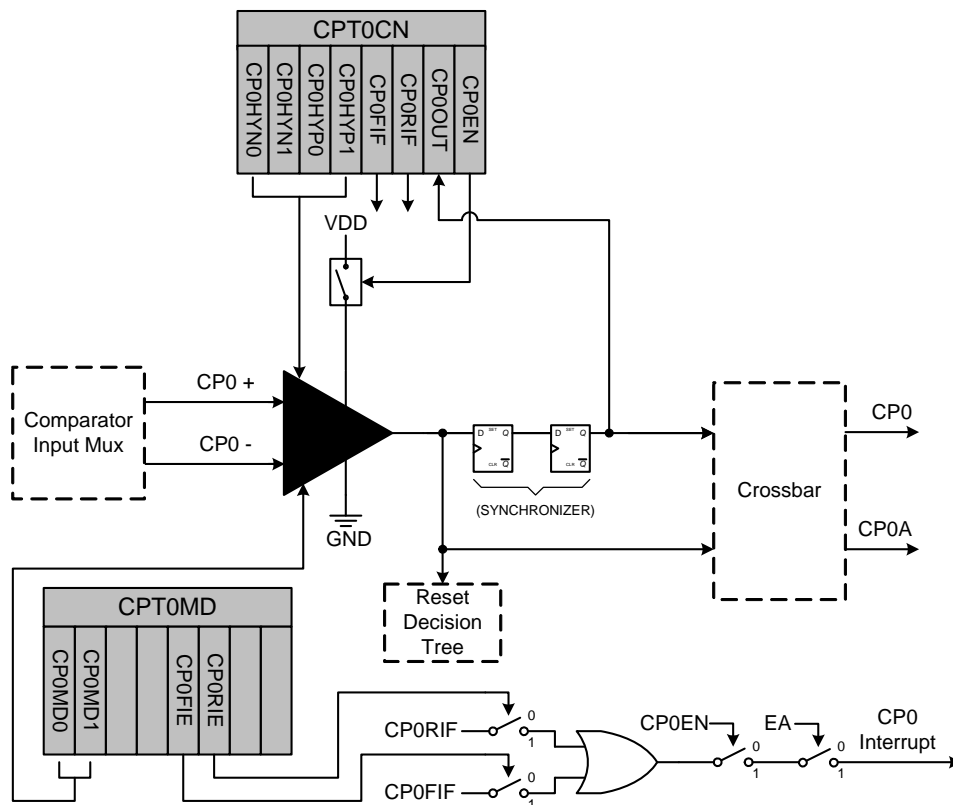 CPT0CN
CP0HYN0
CP0HYN1
CP0HYP0
CP0HYP1
CP0FIF
CP0RIF
CP0OUT
CP0EN
VDD
Comparator
Input Mux
CP0 +
CP0 -
GND
D SET Q
CLR Q
D SET Q
CLR Q
(SYNCHRONIZER)
Crossbar
CP0
CP0A
Reset
Decision
Tree
CPT0MD
CP0MD0
CP0MD1
CP0FIE
CP0RIE
CP0RIF
0
1
CP0FIF
0
1
CP0EN
0
1
EA
0
1
CP0
Interrupt